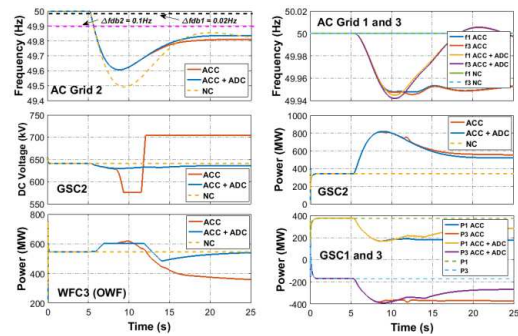 Δfdb2 = 0.1Hz
Δfdb1 = 0.02Hz
Frequency (Hz)
50
49.9
49.8
49.7
49.6
49.5
49.4
AC Grid 2
ACC
ACC + ADC
NC
0 5 10 15 20 25
DC Voltage (kV)
750
700
650
600
550
GSC2
ACC
ACC + ADC
NC
Power (MW)
800
600
400
200
WFC3 (OWF)
ACC
ACC + ADC
NC
0 5 10 15 20 25
Time (s)
AC Grid 1 and 3
Frequency (Hz)
50.02
50
49.98
49.96
49.94
f1 ACC
f3 ACC
f1 ACC + ADC
f3 ACC + ADC
f1 NC
f3 NC
Power (MW)
1000
800
600
400
200
GSC2
ACC
ACC + ADC
NC
Power (MW)
400
200
0
-200
-400
P1 ACC
P3 ACC
P1 ACC + ADC
P3 ACC + ADC
P1
P3
GSC1 and 3
0 5 10 15 20 25
Time (s)